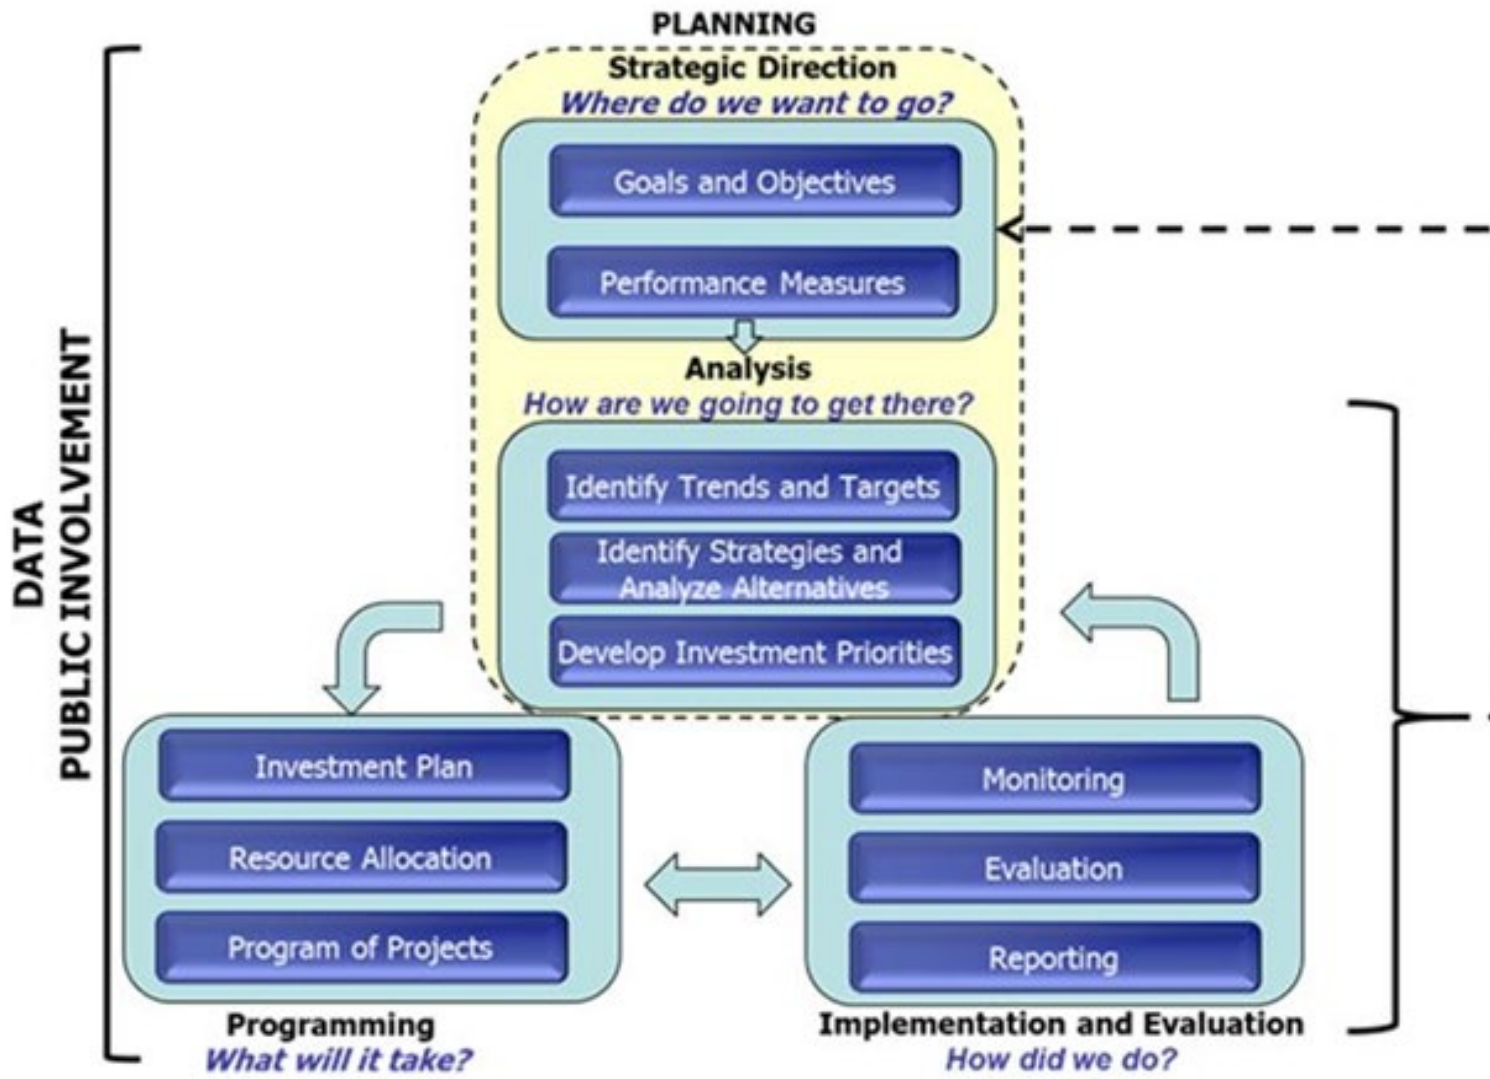 PLANNING
Strategic Direction
Where do we want to go?
Goals and Objectives
Performance Measures
Analysis
How are we going to get there?
Identify Trends and Targets
Identify Strategies and
Analyze Alternatives
Develop Investment Priorities
DATA
PUBLIC INVOLVEMENT
Investment Plan
Resource Allocation
Program of Projects
Programming
What will it take?
Monitoring
Evaluation
Reporting
Implementation and Evaluation
How did we do?